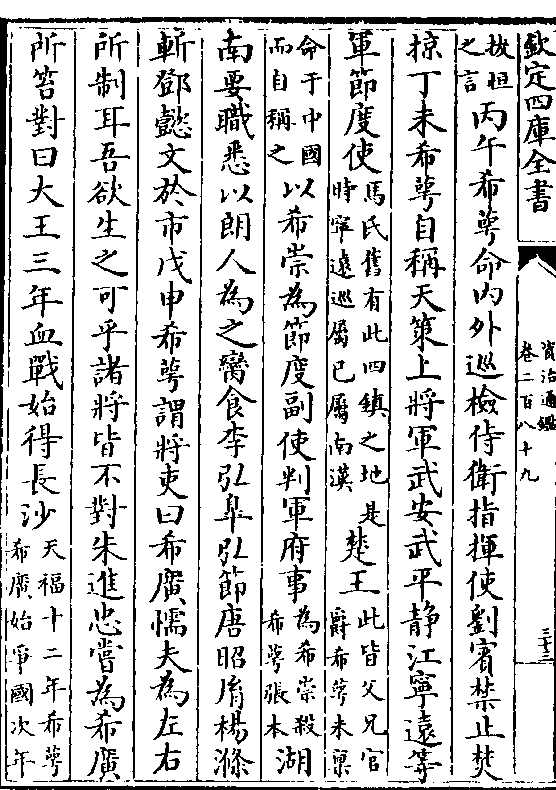 欽定四庫全書
資治通鑑
卷二百八十九
三十三
拔恒
之言
丙午希萼命内外廵檢侍衛指揮使劉賓禁止焚
掠丁未希萼自稱天策上將軍武安武平静江寧遠等
軍節度使
馬氏舊有此四鎮之地是
時寧遠廵屬已屬南漢
楚王
此皆父兄官
爵希萼未禀
命于中國
而自稱之
以希崇為節度副使判軍府事
為希崇殺
希萼張本
湖
南要職悉以朗人為之臠食李弘臯弘節唐昭胤楊滌
斬鄧懿文於市戊申希萼謂將吏曰希廣懦夫為左右
所制耳吾欲生之可乎諸將皆不對朱進忠嘗為希廣
所笞對曰大王三年血戰始得長沙
天福十二年希萼
希廣始爭國次年